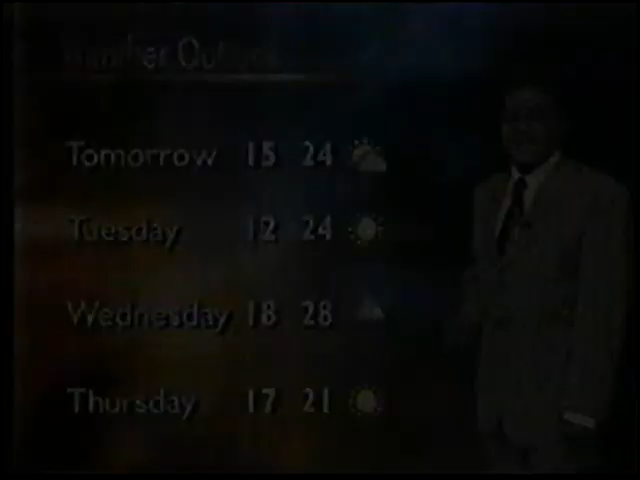 Weather Outlook
Tomorrow 15 24
Tuesday 12 24
Wednesday 18 28
Thursday 17 21